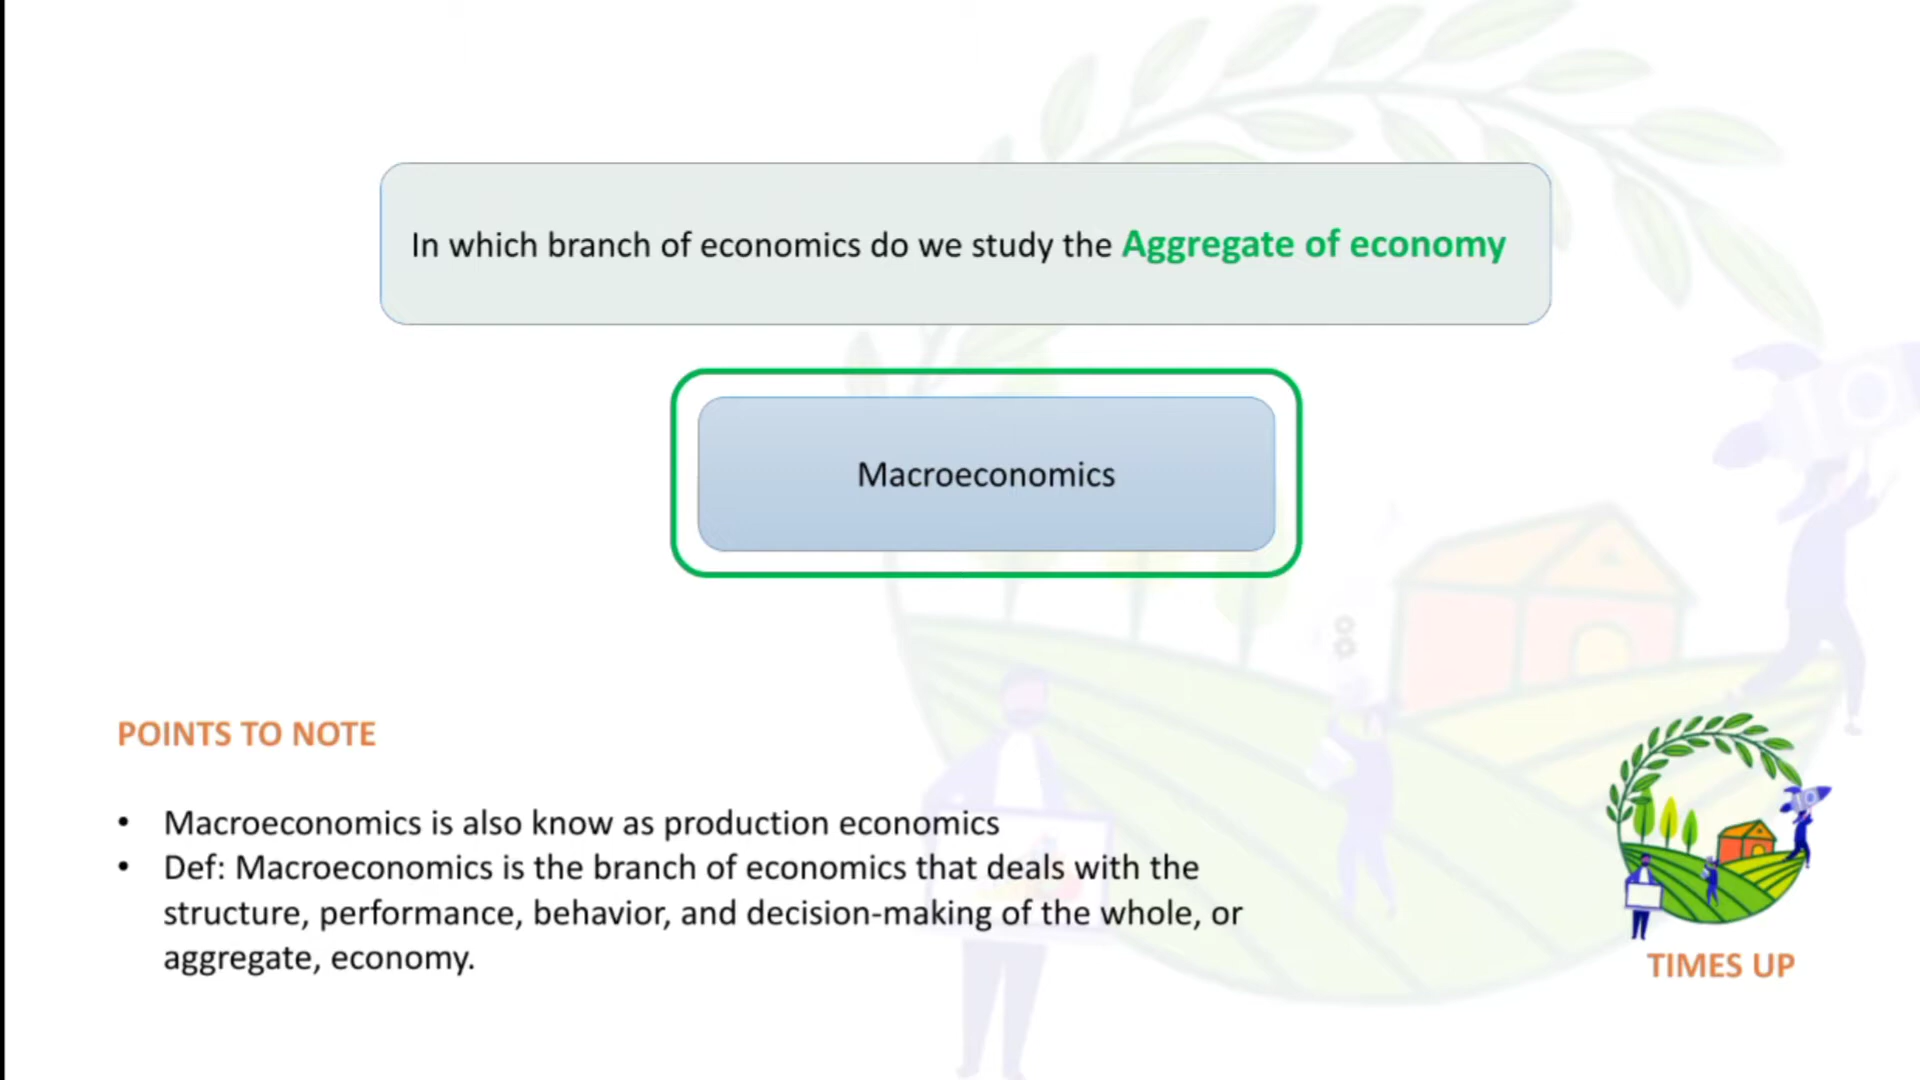 In which branch of economics do we study the Aggregate of economy
Macroeconomics
POINTS TO NOTE
• Macroeconomics is also know as production economics
• Def: Macroeconomics is the branch of economics that deals with the
structure, performance, behavior, and decision-making of the whole, or
aggregate, economy.
TIMES UP